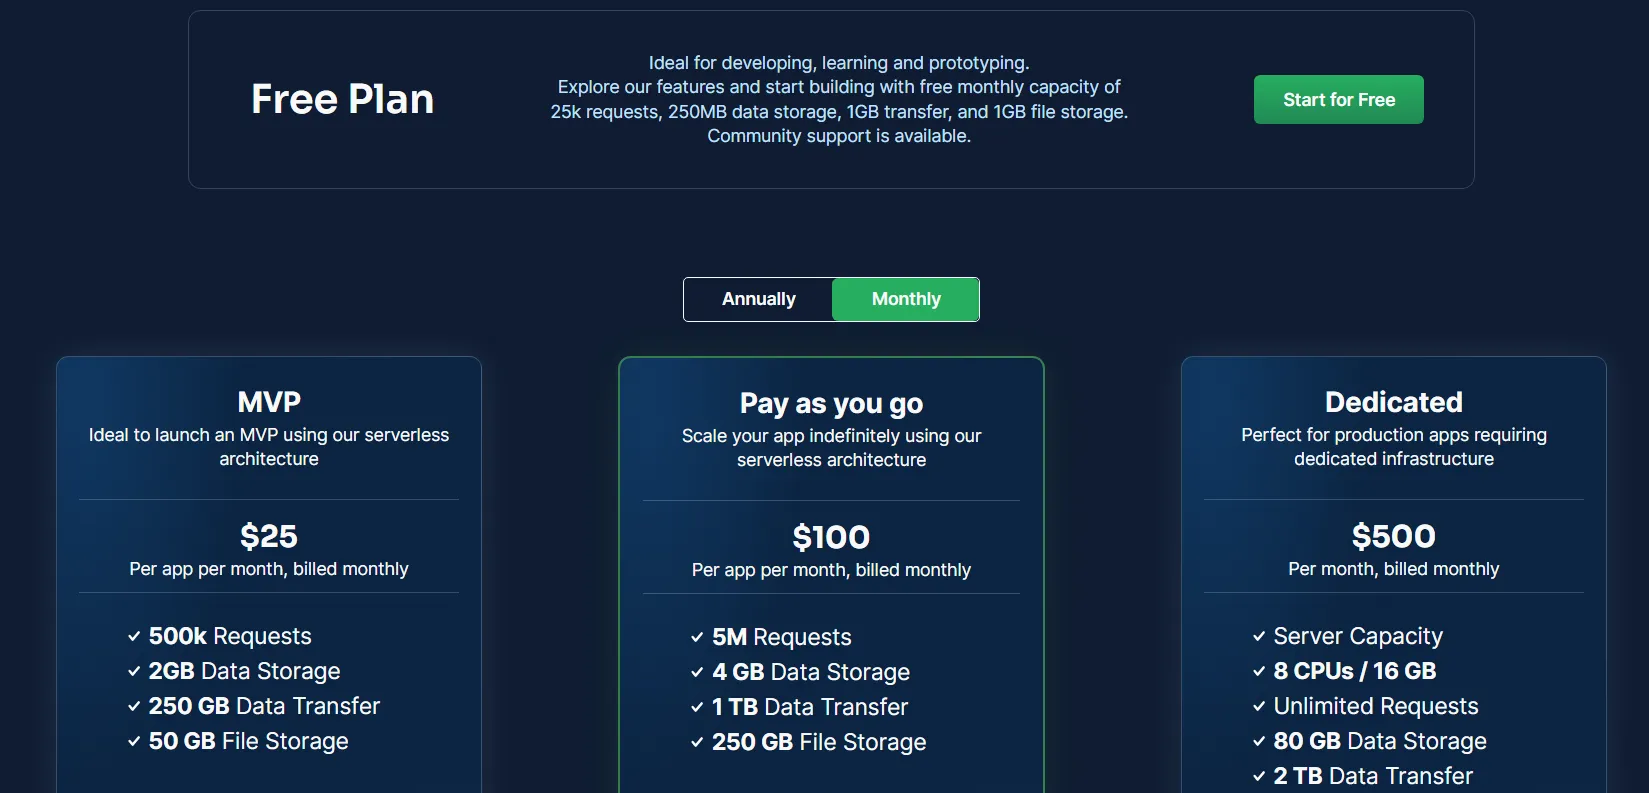 Free Plan
Ideal for developing, learning and prototyping.
Explore our features and start building with free monthly capacity of
25k requests, 250MB data storage, 1GB transfer, and 1GB file storage.
Community support is available.
Start for Free
Annually
Monthly
MVP
Ideal to launch an MVP using our serverless
architecture
$25
Per app per month, billed monthly
500k Requests
2GB Data Storage
250 GB Data Transfer
50 GB File Storage
Pay as you go
Scale your app indefinitely using our
serverless architecture
$100
Per app per month, billed monthly
5M Requests
4 GB Data Storage
1 TB Data Transfer
250 GB File Storage
Dedicated
Perfect for production apps requiring
dedicated infrastructure
$500
Per month, billed monthly
Server Capacity
8 CPUs / 16 GB
Unlimited Requests
80 GB Data Storage
2 TB Data Transfer